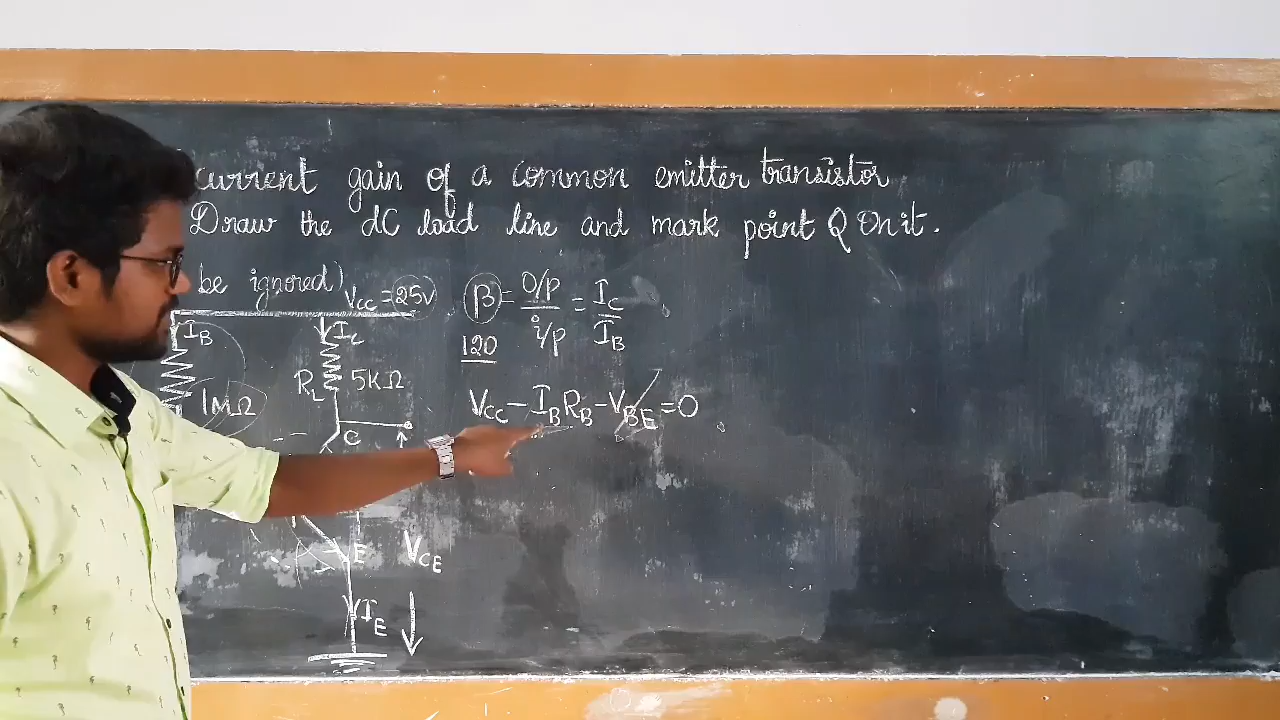 current gain of a common emitter transistor
Draw the dC load line and mark point Q on it.
be ignored)
VCC = 25V
IB
IC
1MΩ
RL 5KΩ
C
E
VCE
IE
β = O/P / i/P = IC / IB
120
VCC - IBRB - VBE = 0